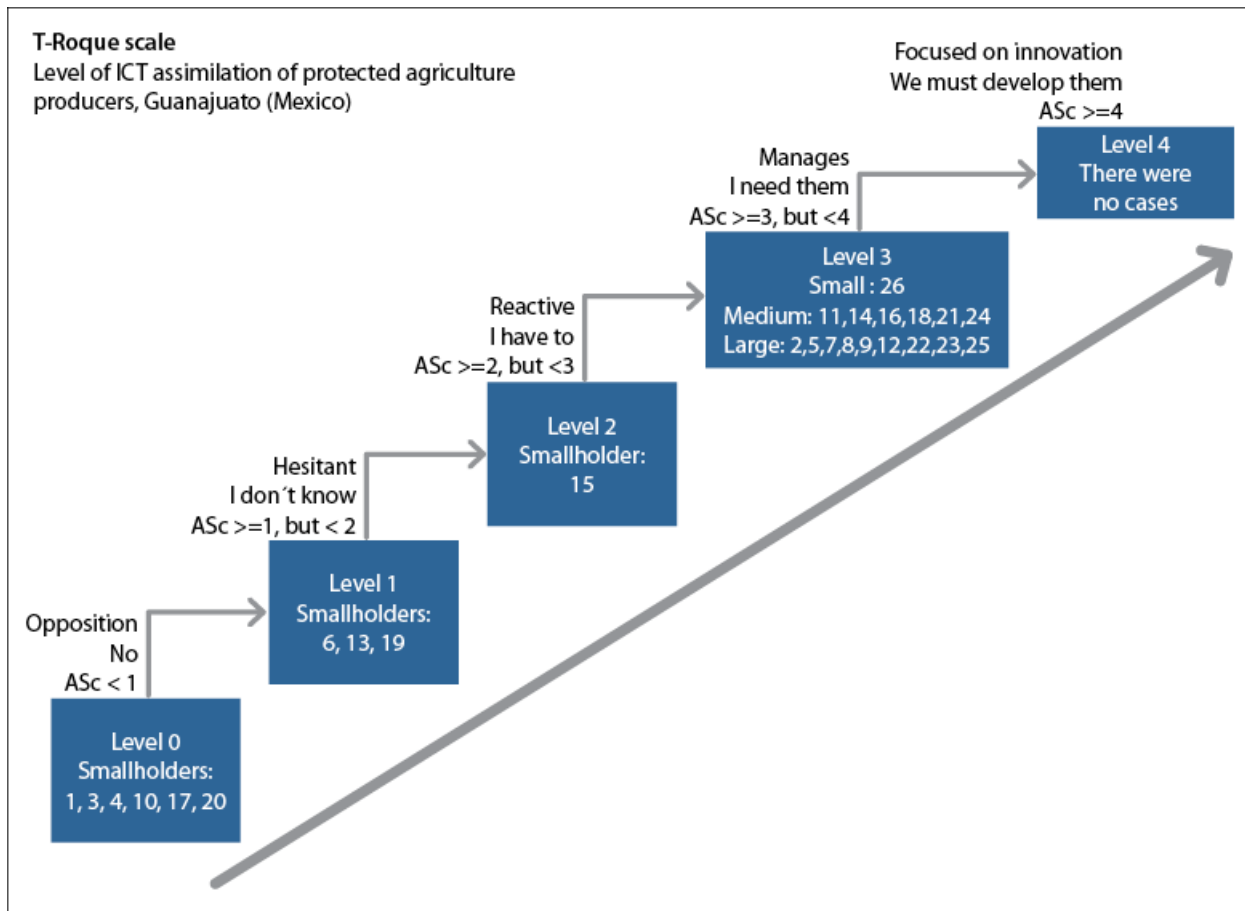 T-Roque scale
Level of ICT assimilation of protected agriculture
producers, Guanajuato (Mexico)
Focused on innovation
We must develop them
ASc >=4
Level 4
There were
no cases
Manages
I need them
ASc >=3, but <4
Level 3
Small : 26
Medium: 11,14,16,18,21,24
Large: 2,5,7,8,9,12,22,23,25
Reactive
I have to
ASc >=2, but <3
Level 2
Smallholder:
15
Hesitant
I don´t know
ASc >=1, but < 2
Level 1
Smallholders:
6, 13, 19
Opposition
No
ASc < 1
Level 0
Smallholders:
1, 3, 4, 10, 17, 20